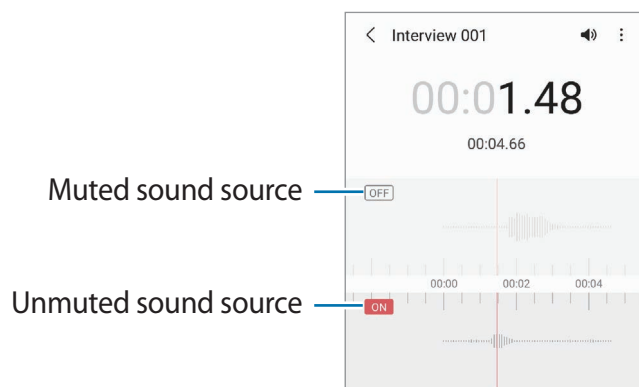 Interview 001
00:01.48
00:04.66
Muted sound source
OFF
00:00 00:02 00:04
Unmuted sound source
ON